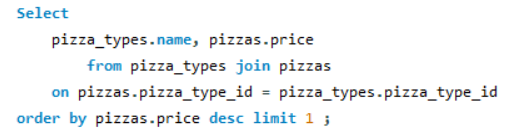 Select
pizza_types.name, pizzas.price
from pizza_types join pizzas
on pizzas.pizza_type_id = pizza_types.pizza_type_id
order by pizzas.price desc limit 1 ;